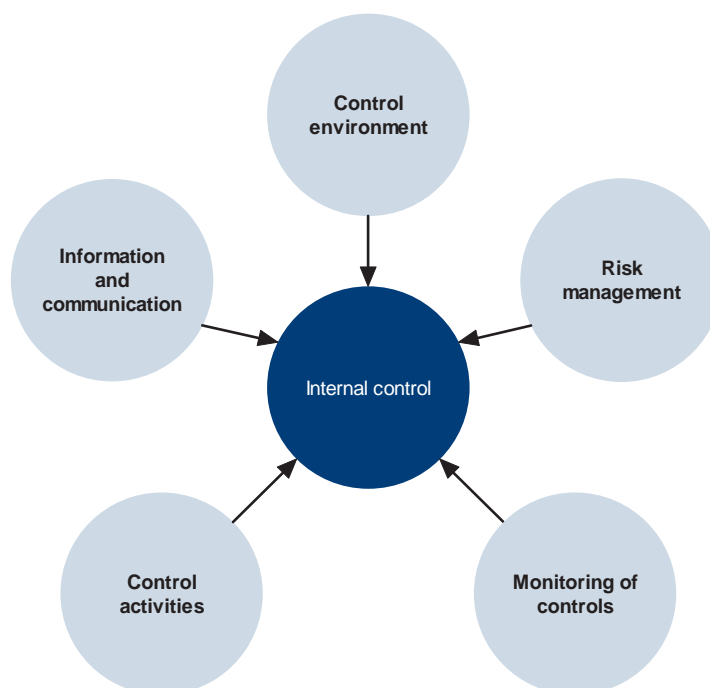 Control
environment
Information
and
communication
Risk
management
Internal control
Control
activities
Monitoring of
controls